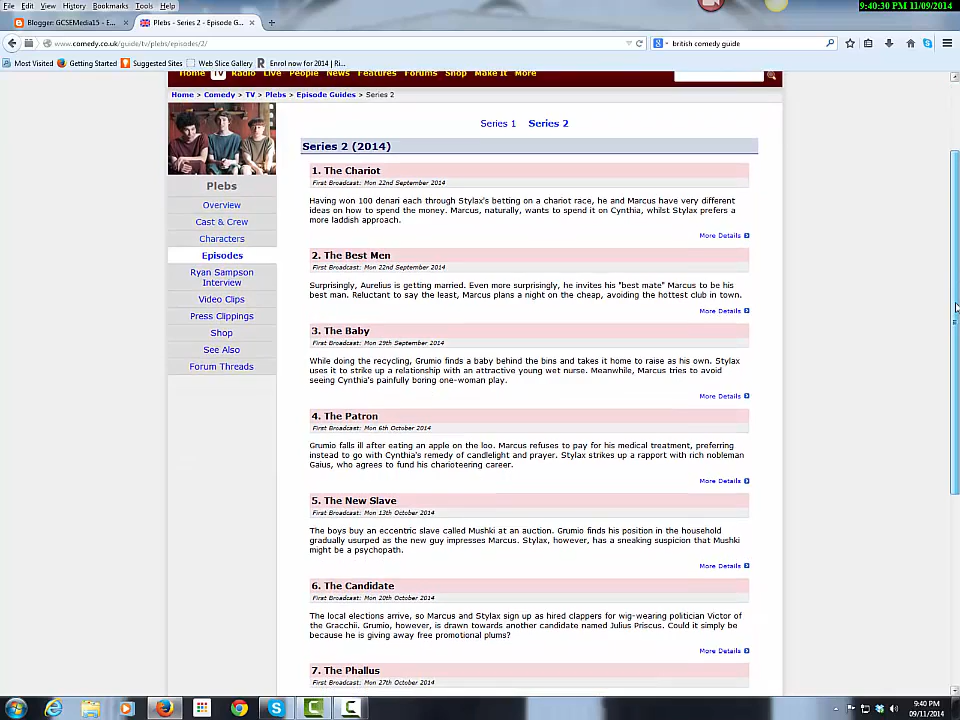 File Edit View History Bookmarks Tools Help
9:40:30 PM 11/09/2014
Blogger: GCSEMedia15 - E... × Plebs - Series 2 - Episode G... × +
www.comedy.co.uk/guide/tv/plebs/episodes/2/
british comedy guide
Most Visited Getting Started Suggested Sites Web Slice Gallery Enrol now for 2014 | Ri...
Home TV Radio Live People News Features Forums Shop Make It More
Home > Comedy > TV > Plebs > Episode Guides > Series 2
Series 1 Series 2
Series 2 (2014)
Plebs
Overview
Cast & Crew
Characters
Episodes
Ryan Sampson
Interview
Video Clips
Press Clippings
Shop
See Also
Forum Threads
1. The Chariot
First Broadcast: Mon 22nd September 2014
Having won 100 denari each through Stylax's betting on a chariot race, he and Marcus have very different
ideas on how to spend the money. Marcus, naturally, wants to spend it on Cynthia, whilst Stylax prefers a
more laddish approach.
More Details
2. The Best Men
First Broadcast: Mon 22nd September 2014
Surprisingly, Aurelius is getting married. Even more surprisingly, he invites his "best mate" Marcus to be his
best man. Reluctant to say the least, Marcus plans a night on the cheap, avoiding the hottest club in town.
More Details
3. The Baby
First Broadcast: Mon 29th September 2014
While doing the recycling, Grumio finds a baby behind the bins and takes it home to raise as his own. Stylax
uses it to strike up a relationship with an attractive young wet nurse. Meanwhile, Marcus tries to avoid
seeing Cynthia's painfully boring one-woman play.
More Details
4. The Patron
First Broadcast: Mon 6th October 2014
Grumio falls ill after eating an apple on the loo. Marcus refuses to pay for his medical treatment, preferring
instead to go with Cynthia's remedy of candlelight and prayer. Stylax strikes up a rapport with rich nobleman
Gaius, who agrees to fund his charioteering career.
More Details
5. The New Slave
First Broadcast: Mon 13th October 2014
The boys buy an eccentric slave called Mushki at an auction. Grumio finds his position in the household
gradually usurped as the new guy impresses Marcus. Stylax, however, has a sneaking suspicion that Mushki
might be a psychopath.
More Details
6. The Candidate
First Broadcast: Mon 20th October 2014
The local elections arrive, so Marcus and Stylax sign up as hired clappers for wig-wearing politician Victor of
the Gracchii. Grumio, however, is drawn towards another candidate named Julius Priscus. Could it simply be
because he is giving away free promotional plums?
More Details
7. The Phallus
First Broadcast: Mon 27th October 2014
9:40 PM
09/11/2014